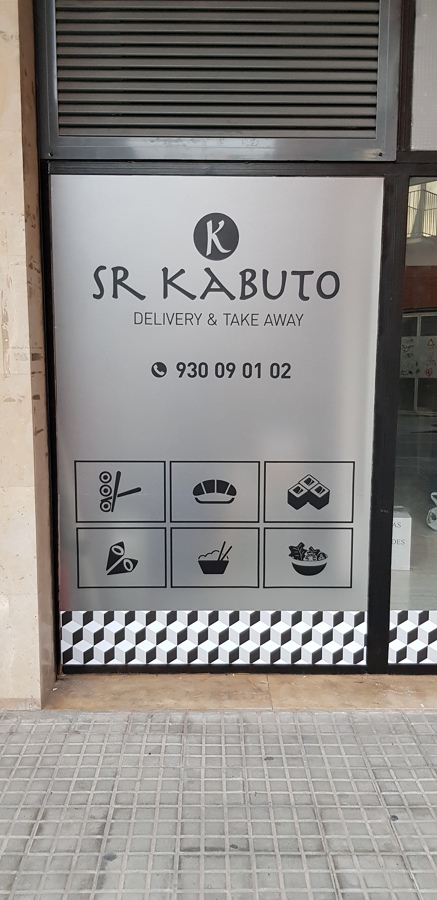 K
SR KABUTO
DELIVERY & TAKE AWAY
930 09 01 02